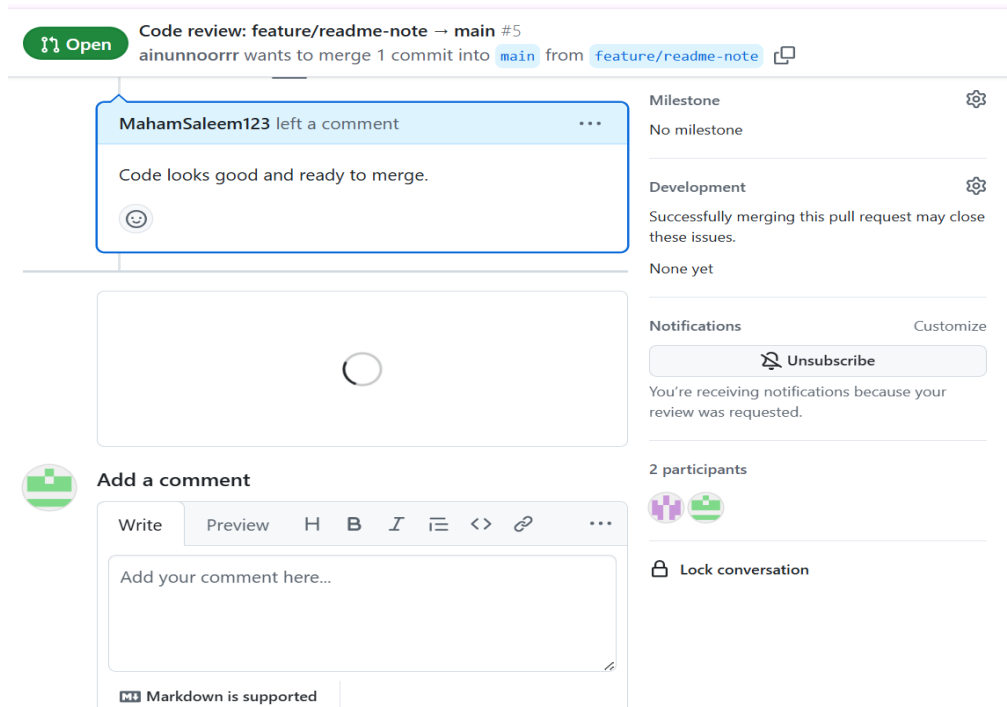 Open
Code review: feature/readme-note → main #5
ainunnoorrr wants to merge 1 commit into main from feature/readme-note
MahamSaleem123 left a comment
Code looks good and ready to merge.
Add a comment
Write Preview H B I
Add your comment here...
Markdown is supported
Milestone
No milestone
Development
Successfully merging this pull request may close
these issues.
None yet
Notifications Customize
Unsubscribe
You're receiving notifications because your
review was requested.
2 participants
Lock conversation